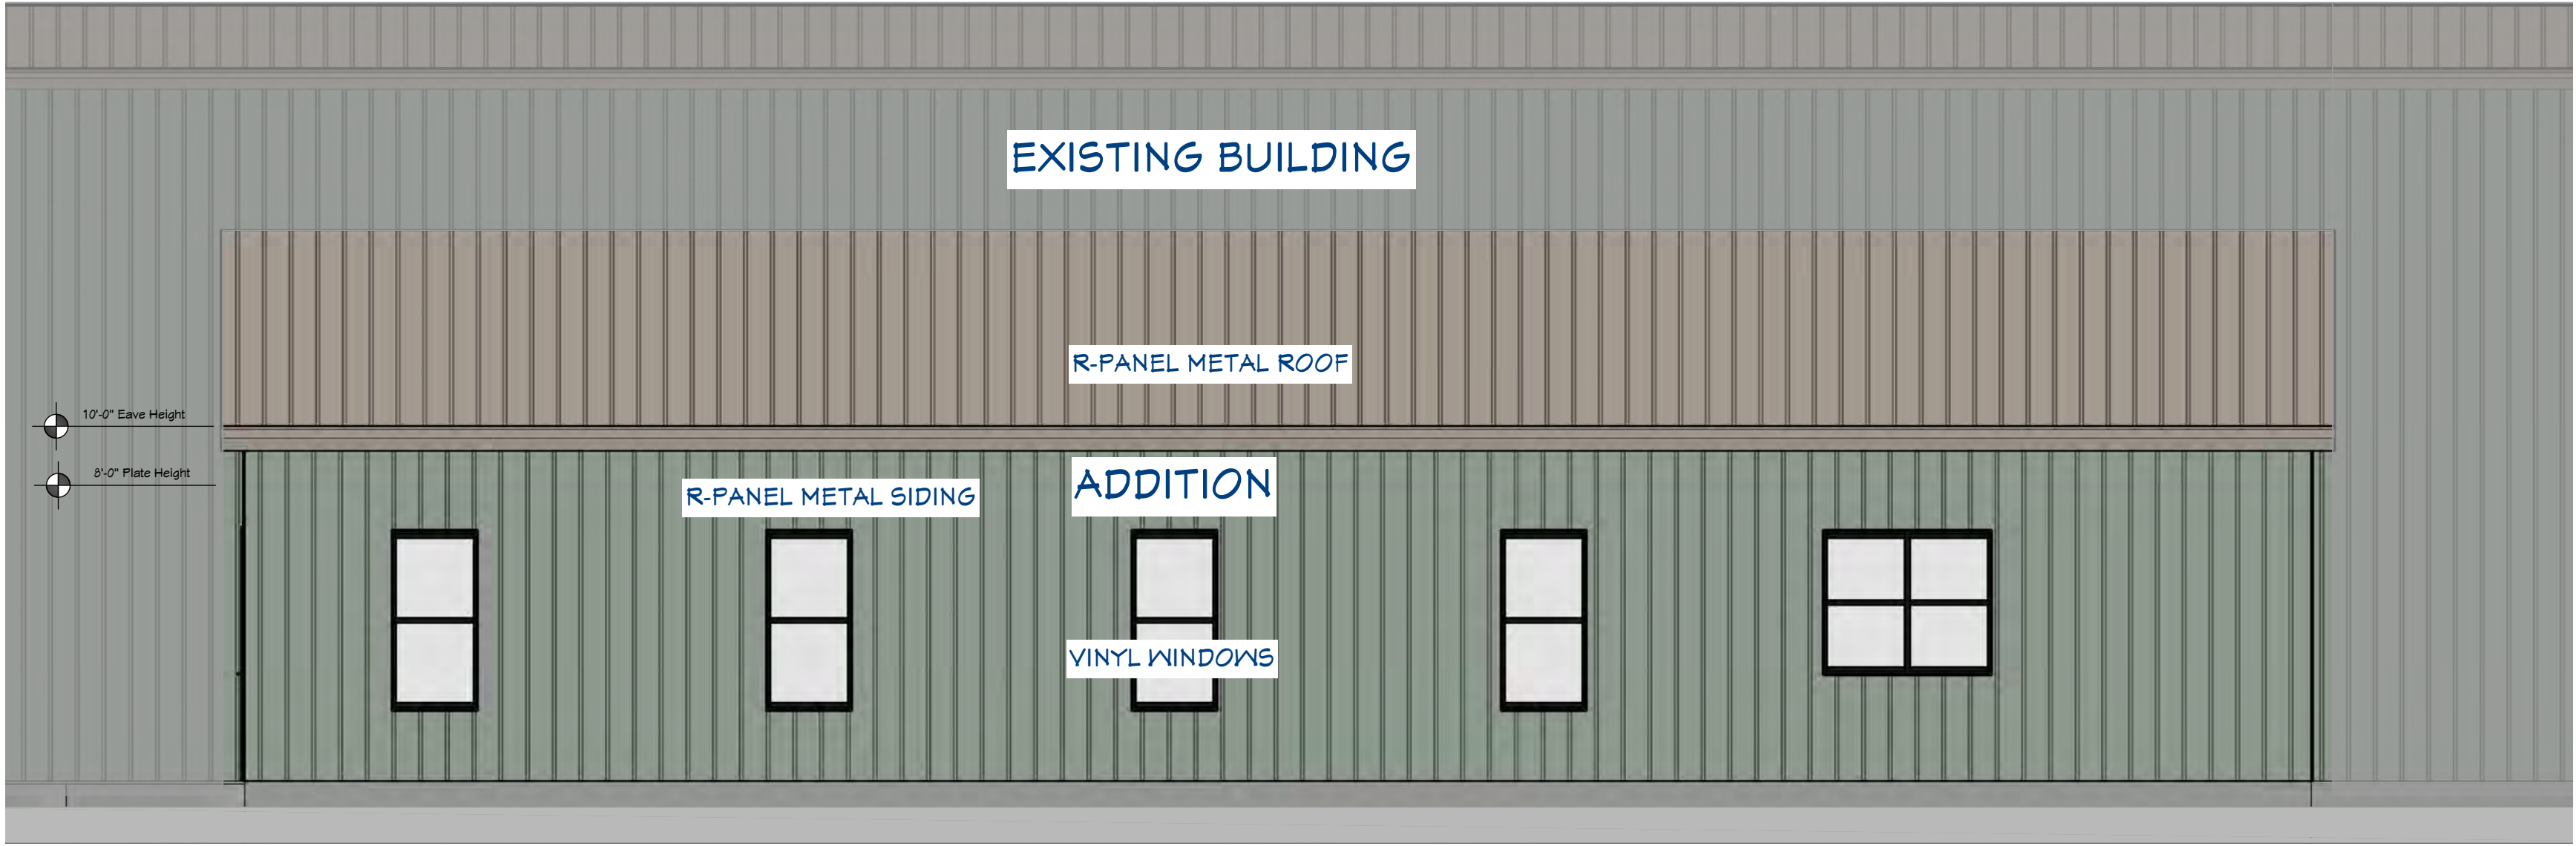 EXISTING BUILDING
R-PANEL METAL ROOF
10'-0" Eave Height
8'-0" Plate Height
ADDITION
R-PANEL METAL SIDING
VINYL WINDOWS